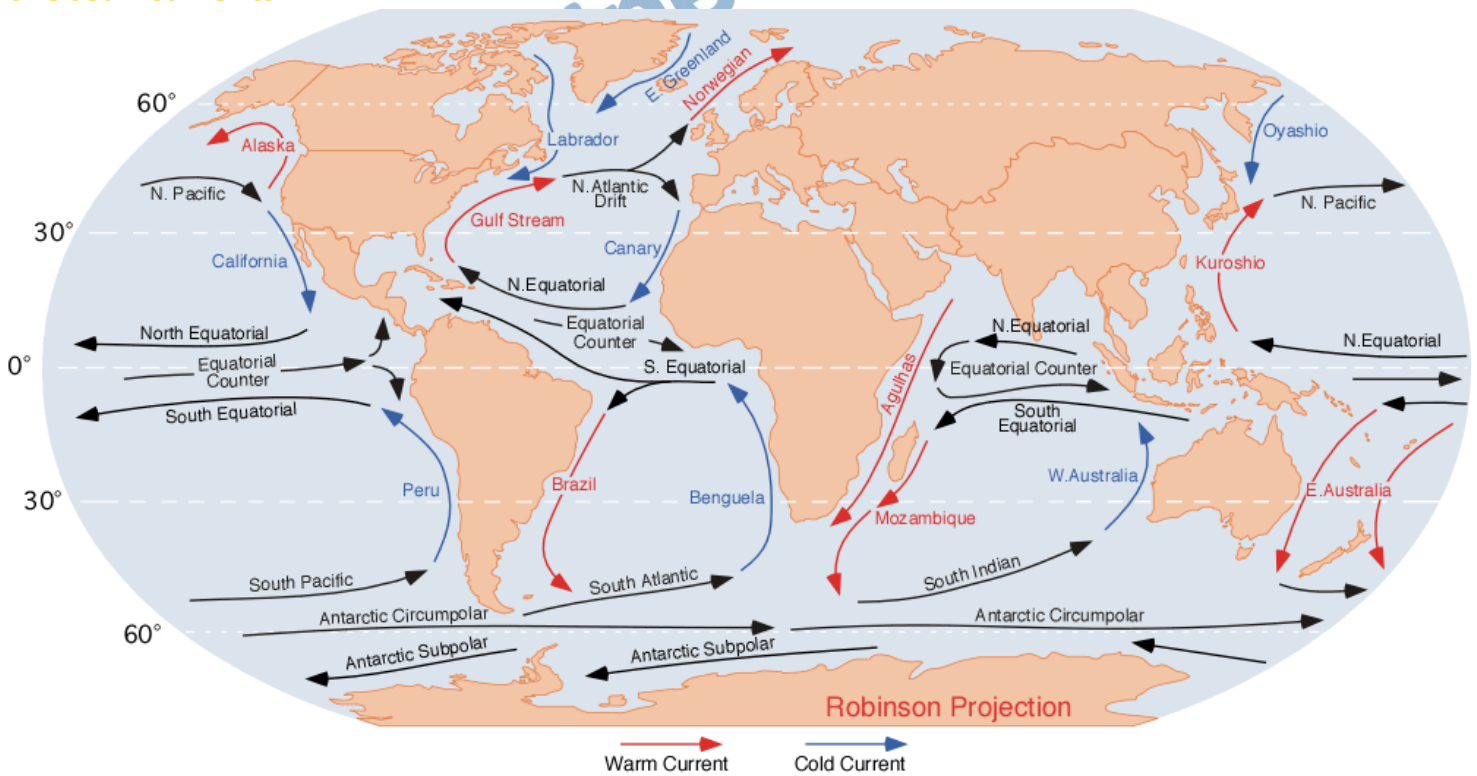 60°
30°
0°
30°
60°
E. Greenland
Norwegian
Labrador
Alaska
Oyashio
N. Pacific
N.Atlantic
Drift
N. Pacific
Gulf Stream
California
Canary
Kuroshio
N.Equatorial
North Equatorial
Equatorial
Counter
N.Equatorial
N.Equatorial
Equatorial
Counter
S. Equatorial
Equatorial Counter
South Equatorial
Agulhas
South
Equatorial
Peru
Brazil
Benguela
W.Australia
E.Australia
Mozambique
South Pacific
South Atlantic
South Indian
Antarctic Circumpolar
Antarctic Circumpolar
Antarctic Subpolar
Antarctic Subpolar
Robinson Projection
Warm Current
Cold Current